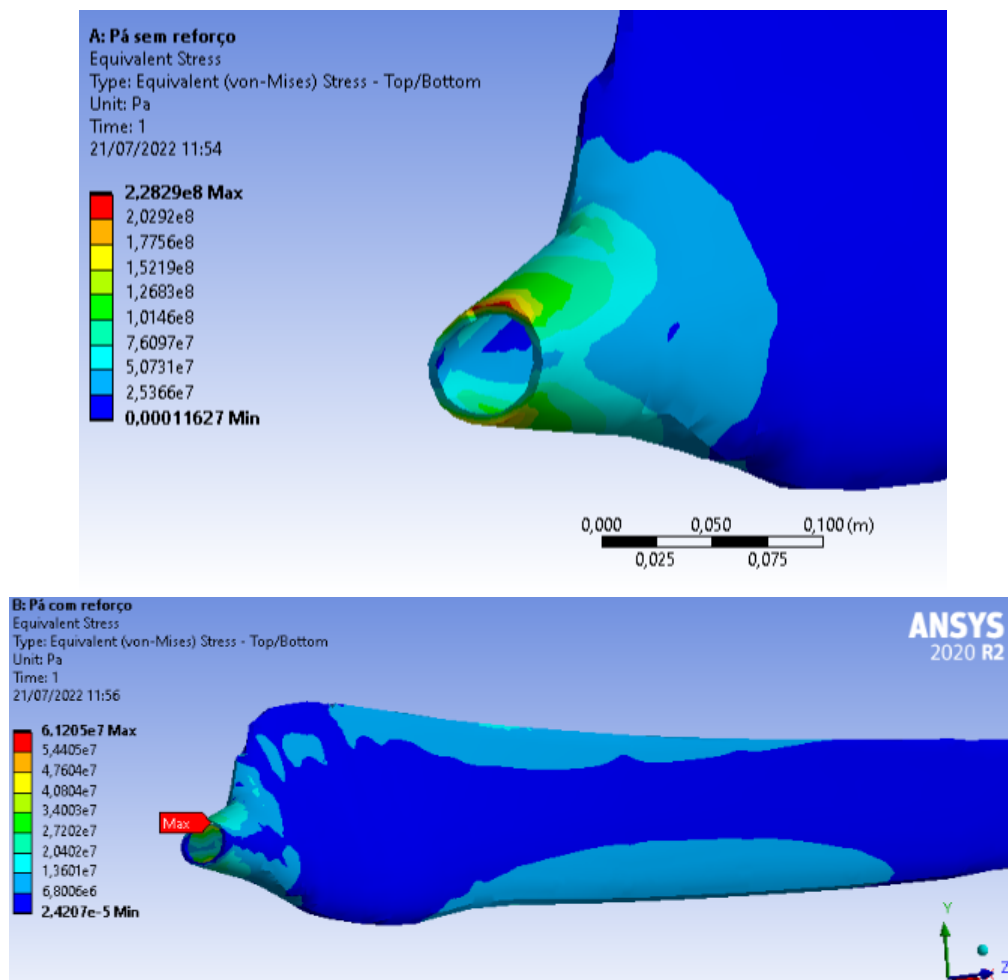 A: Pá sem reforço
Equivalent Stress
Type: Equivalent (von-Mises) Stress - Top/Bottom
Unit: Pa
Time: 1
21/07/2022 11:54
2,2829e8 Max
2,0292e8
1,7756e8
1,5219e8
1,2683e8
1,0146e8
7,6097e7
5,0731e7
2,5366e7
0,00011627 Min
0,000 0,050 0,100 (m)
0,025 0,075
B: Pá com reforço
Equivalent Stress
Type: Equivalent (von-Mises) Stress - Top/Bottom
Unit: Pa
Time: 1
21/07/2022 11:56
ANSYS
2020 R2
6,1205e7 Max
5,4405e7
4,7604e7
4,0804e7
3,4003e7
2,7202e7
2,0402e7
1,3601e7
6,8006e6
2,4207e-5 Min
Max
Y
Z